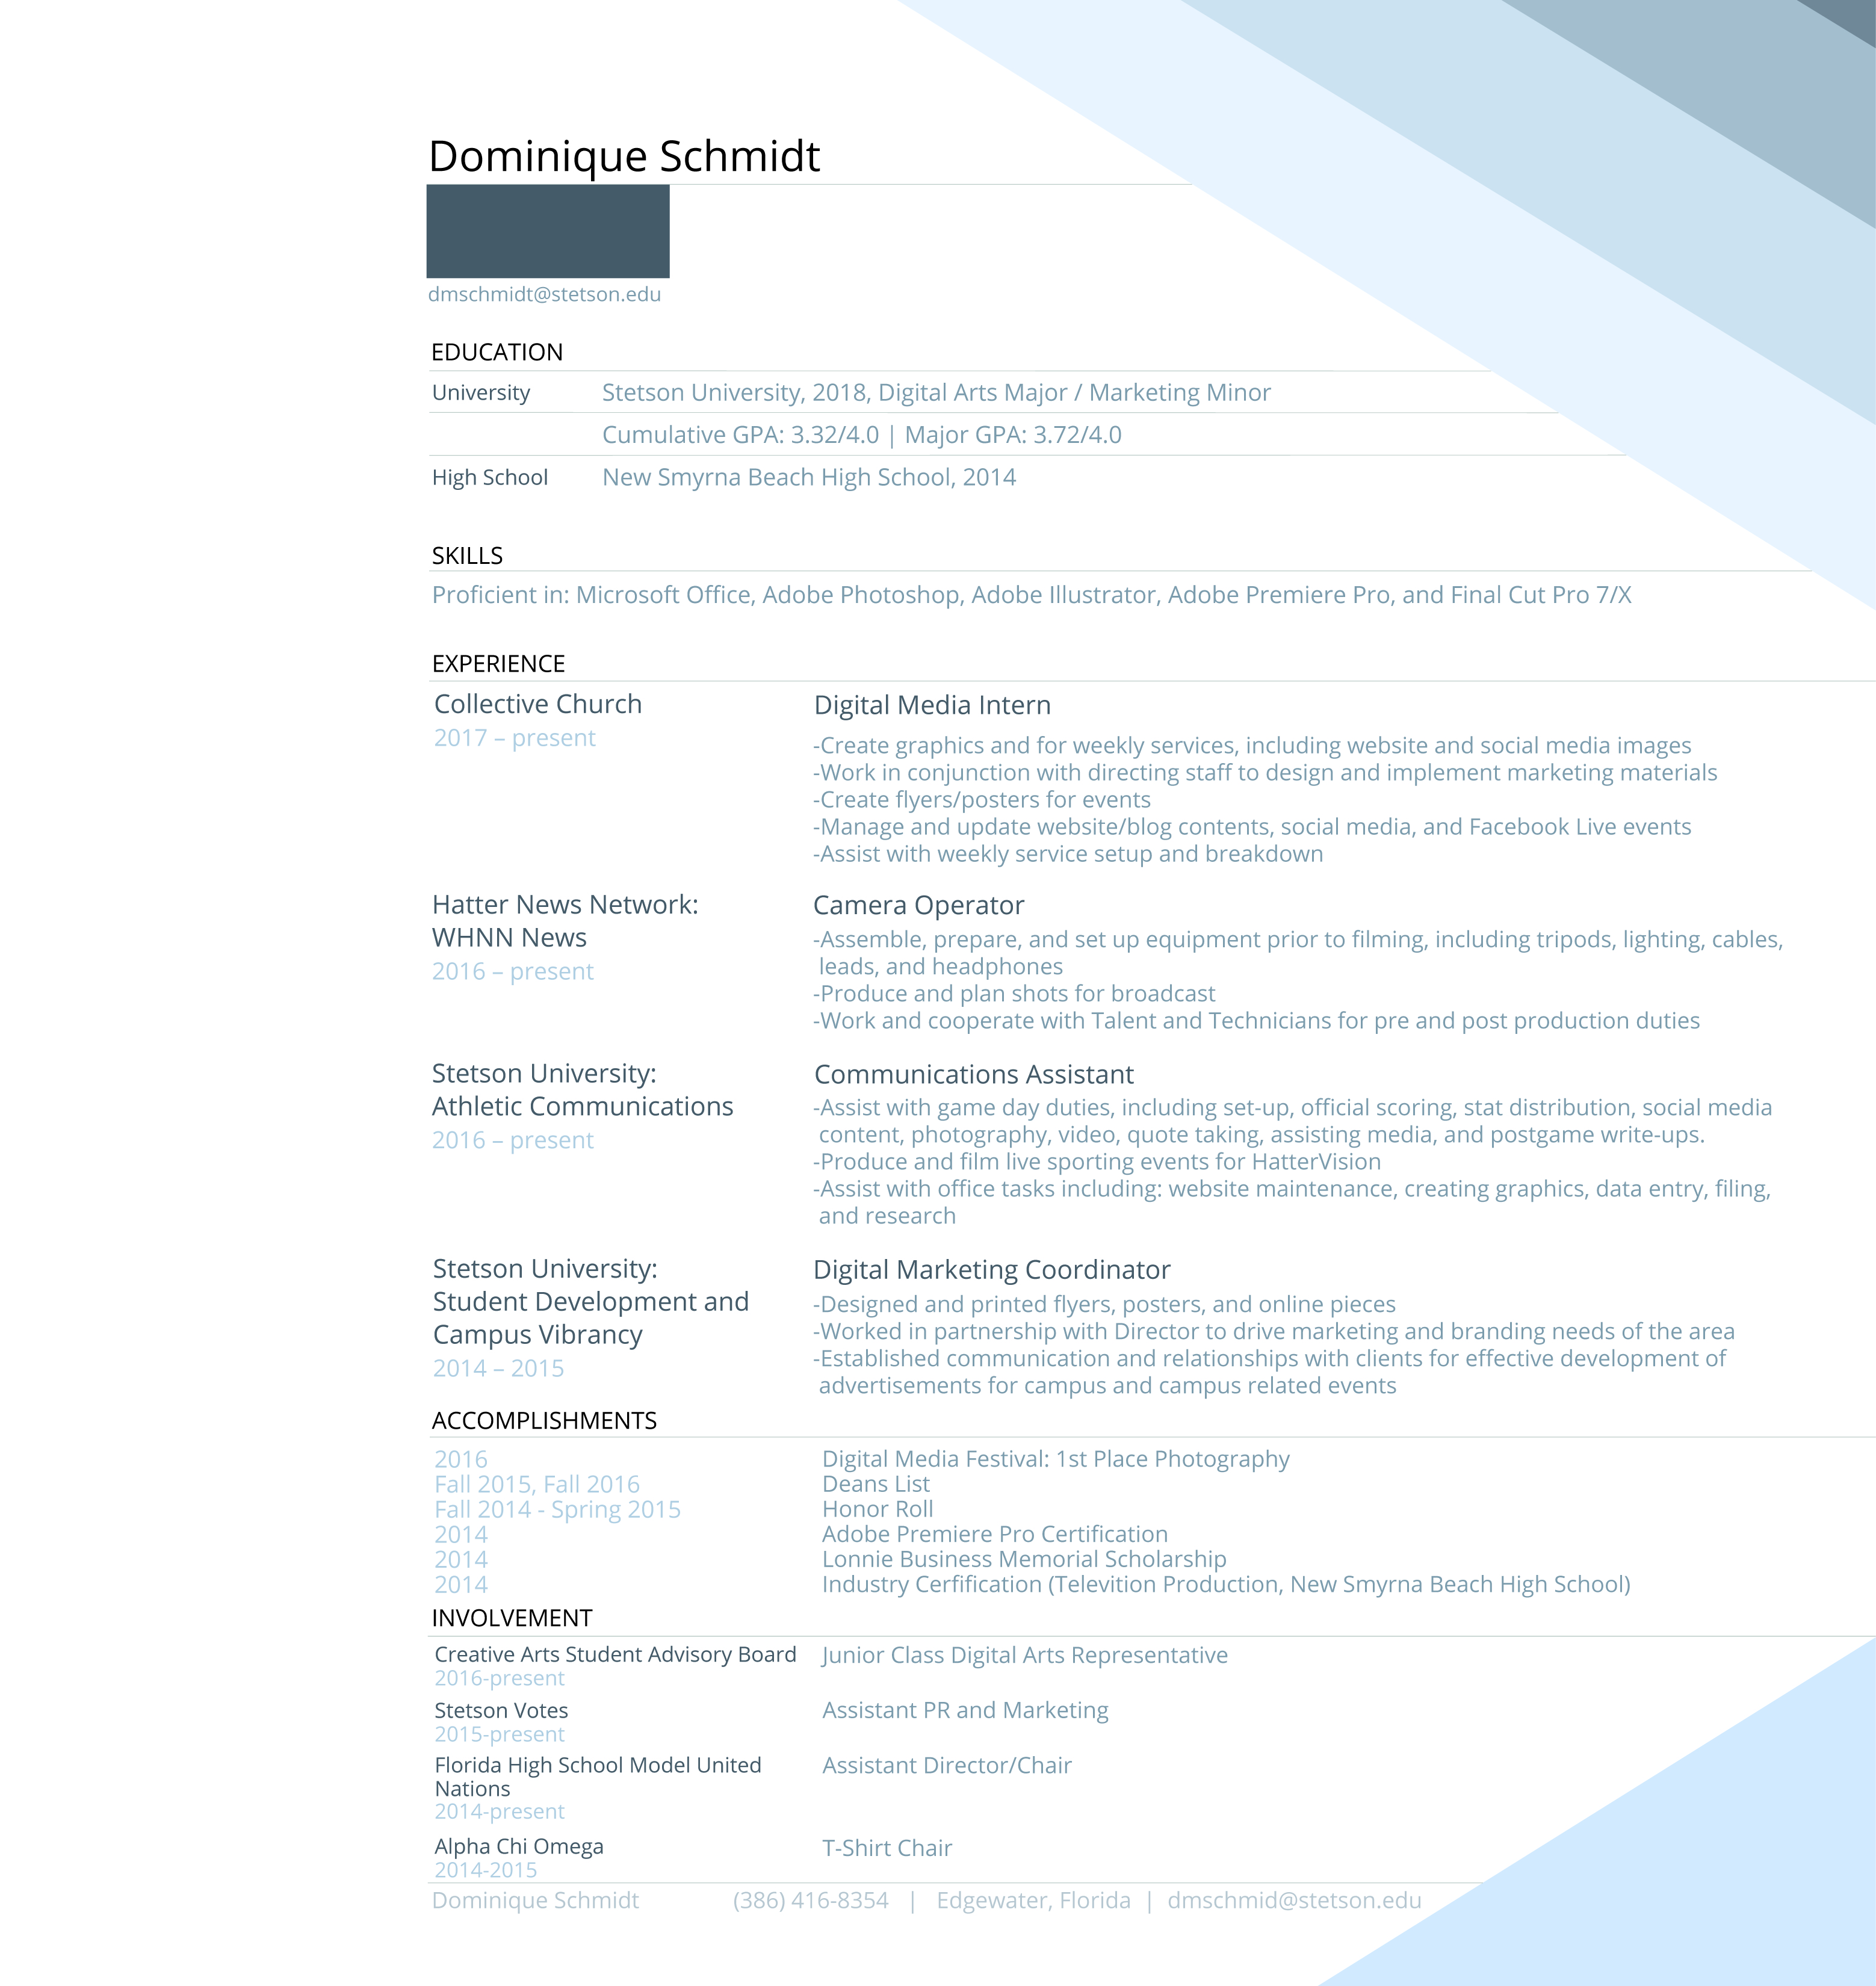 Dominique Schmidt
dmschmidt@stetson.edu
EDUCATION
University Stetson University, 2018, Digital Arts Major / Marketing Minor
Cumulative GPA: 3.32/4.0 | Major GPA: 3.72/4.0
High School New Smyrna Beach High School, 2014
SKILLS
Proficient in: Microsoft Office, Adobe Photoshop, Adobe Illustrator, Adobe Premiere Pro, and Final Cut Pro 7/X
EXPERIENCE
Collective Church
2017 – present
Digital Media Intern
-Create graphics and for weekly services, including website and social media images
-Work in conjunction with directing staff to design and implement marketing materials
-Create flyers/posters for events
-Manage and update website/blog contents, social media, and Facebook Live events
-Assist with weekly service setup and breakdown
Hatter News Network:
WHNN News
2016 – present
Camera Operator
-Assemble, prepare, and set up equipment prior to filming, including tripods, lighting, cables,
leads, and headphones
-Produce and plan shots for broadcast
-Work and cooperate with Talent and Technicians for pre and post production duties
Stetson University:
Athletic Communications
2016 – present
Communications Assistant
-Assist with game day duties, including set-up, official scoring, stat distribution, social media
content, photography, video, quote taking, assisting media, and postgame write-ups.
-Produce and film live sporting events for HatterVision
-Assist with office tasks including: website maintenance, creating graphics, data entry, filing,
and research
Stetson University:
Student Development and
Campus Vibrancy
2014 – 2015
Digital Marketing Coordinator
-Designed and printed flyers, posters, and online pieces
-Worked in partnership with Director to drive marketing and branding needs of the area
-Established communication and relationships with clients for effective development of
advertisements for campus and campus related events
ACCOMPLISHMENTS
2016 Digital Media Festival: 1st Place Photography
Fall 2015, Fall 2016 Deans List
Fall 2014 - Spring 2015 Honor Roll
2014 Adobe Premiere Pro Certification
2014 Lonnie Business Memorial Scholarship
2014 Industry Cerfification (Televition Production, New Smyrna Beach High School)
INVOLVEMENT
Creative Arts Student Advisory Board Junior Class Digital Arts Representative
2016-present
Stetson Votes Assistant PR and Marketing
2015-present
Florida High School Model United Assistant Director/Chair
Nations
2014-present
Alpha Chi Omega T-Shirt Chair
2014-2015
Dominique Schmidt (386) 416-8354 | Edgewater, Florida | dmschmid@stetson.edu